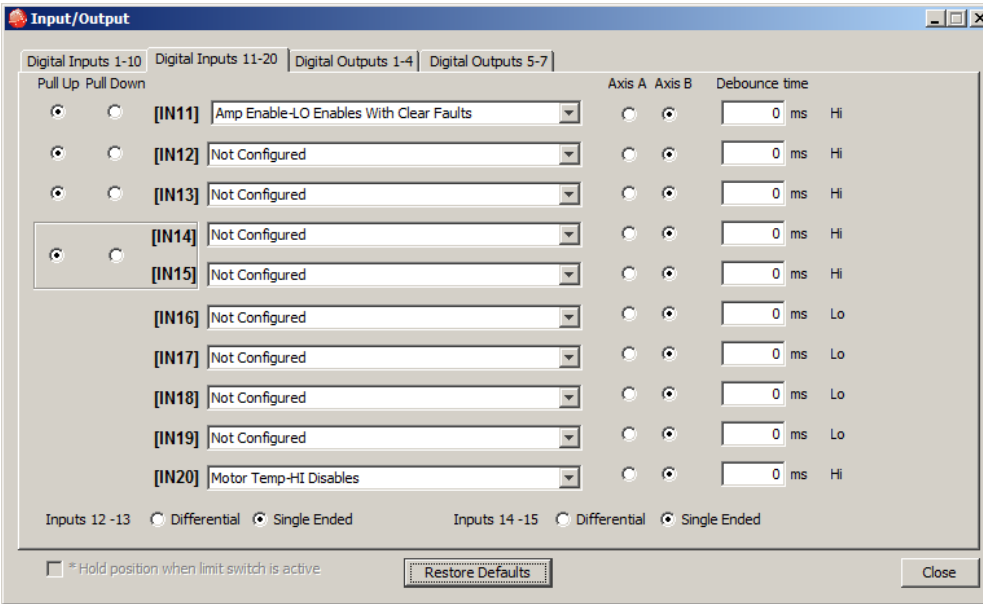 Input/Output
Digital Inputs 1-10 Digital Inputs 11-20 Digital Outputs 1-4 Digital Outputs 5-7
Pull Up Pull Down Axis A Axis B Debounce time
[IN11] Amp Enable-LO Enables With Clear Faults 0 ms Hi
[IN12] Not Configured 0 ms Hi
[IN13] Not Configured 0 ms Hi
[IN14] Not Configured 0 ms Hi
[IN15] Not Configured 0 ms Hi
[IN16] Not Configured 0 ms Lo
[IN17] Not Configured 0 ms Lo
[IN18] Not Configured 0 ms Lo
[IN19] Not Configured 0 ms Lo
[IN20] Motor Temp-HI Disables 0 ms Hi
Inputs 12 -13 Differential Single Ended Inputs 14 -15 Differential Single Ended
* Hold position when limit switch is active Restore Defaults Close